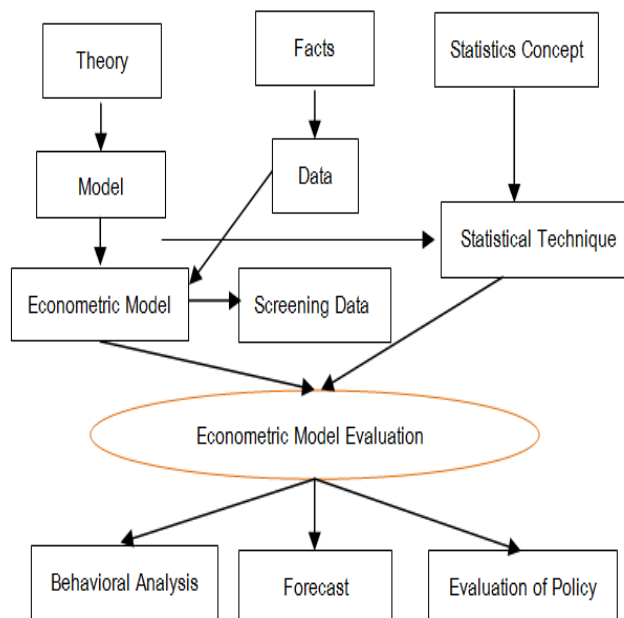 Theory
Facts
Statistics Concept
Model
Data
Statistical Technique
Econometric Model
Screening Data
Econometric Model Evaluation
Behavioral Analysis
Forecast
Evaluation of Policy